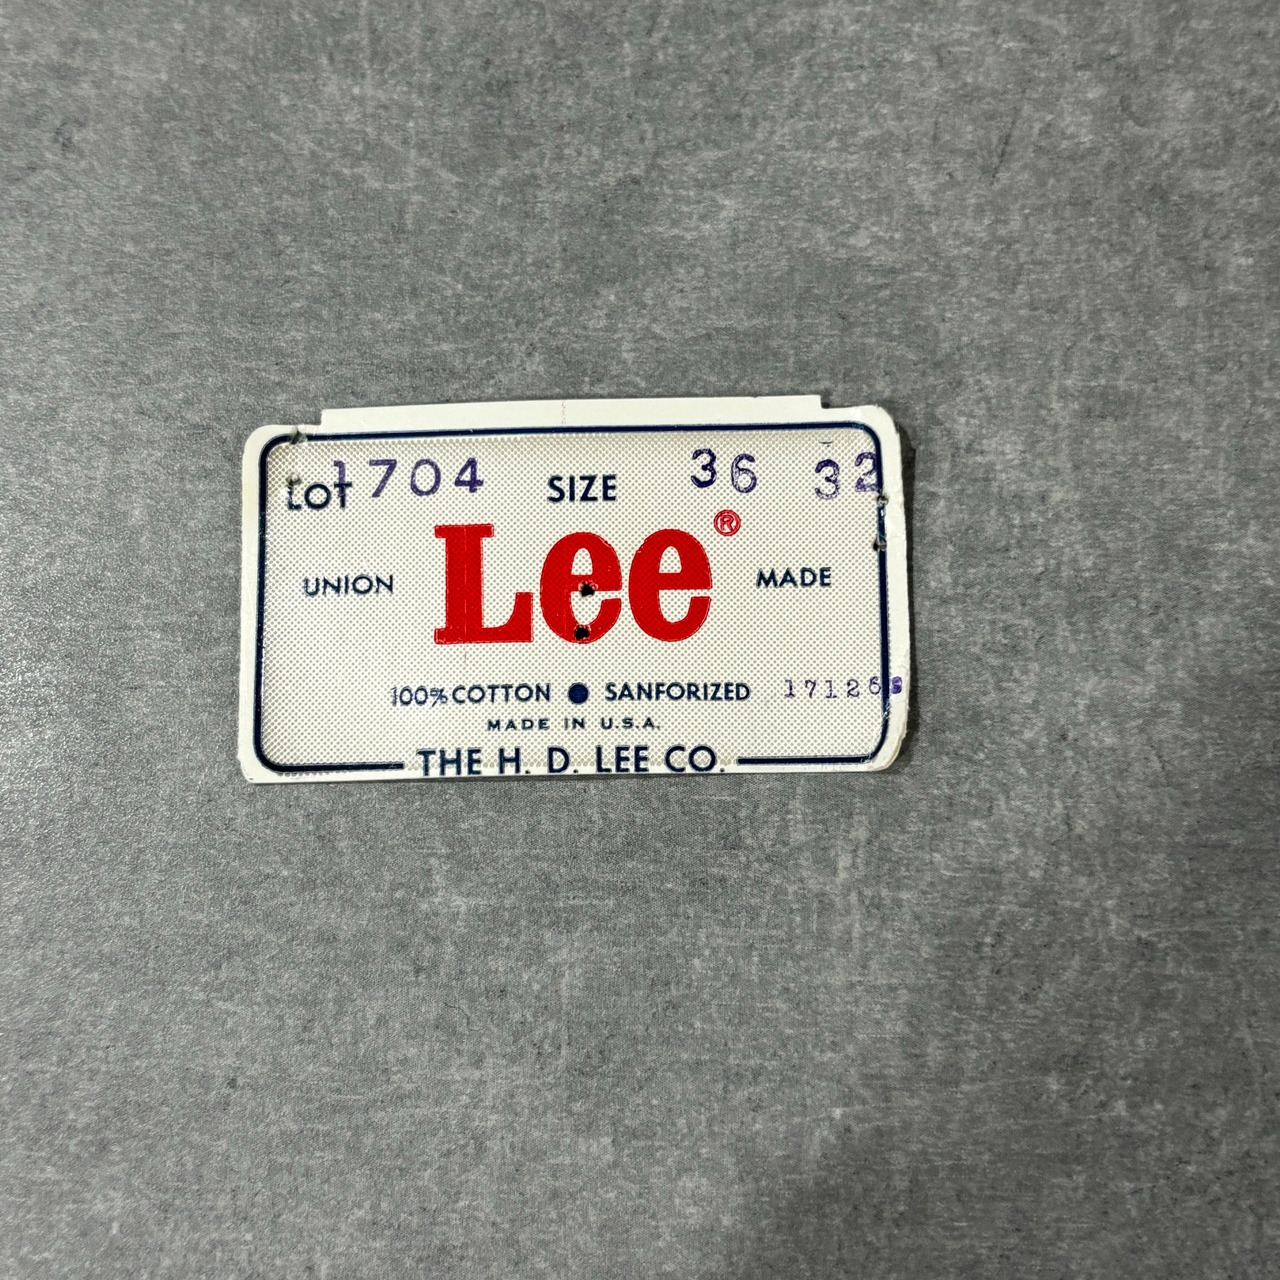 LOT 1704 SIZE 36 32
Lee®
UNION MADE
100% COTTON ● SANFORIZED 17126
MADE IN U.S.A.
THE H. D. LEE CO.